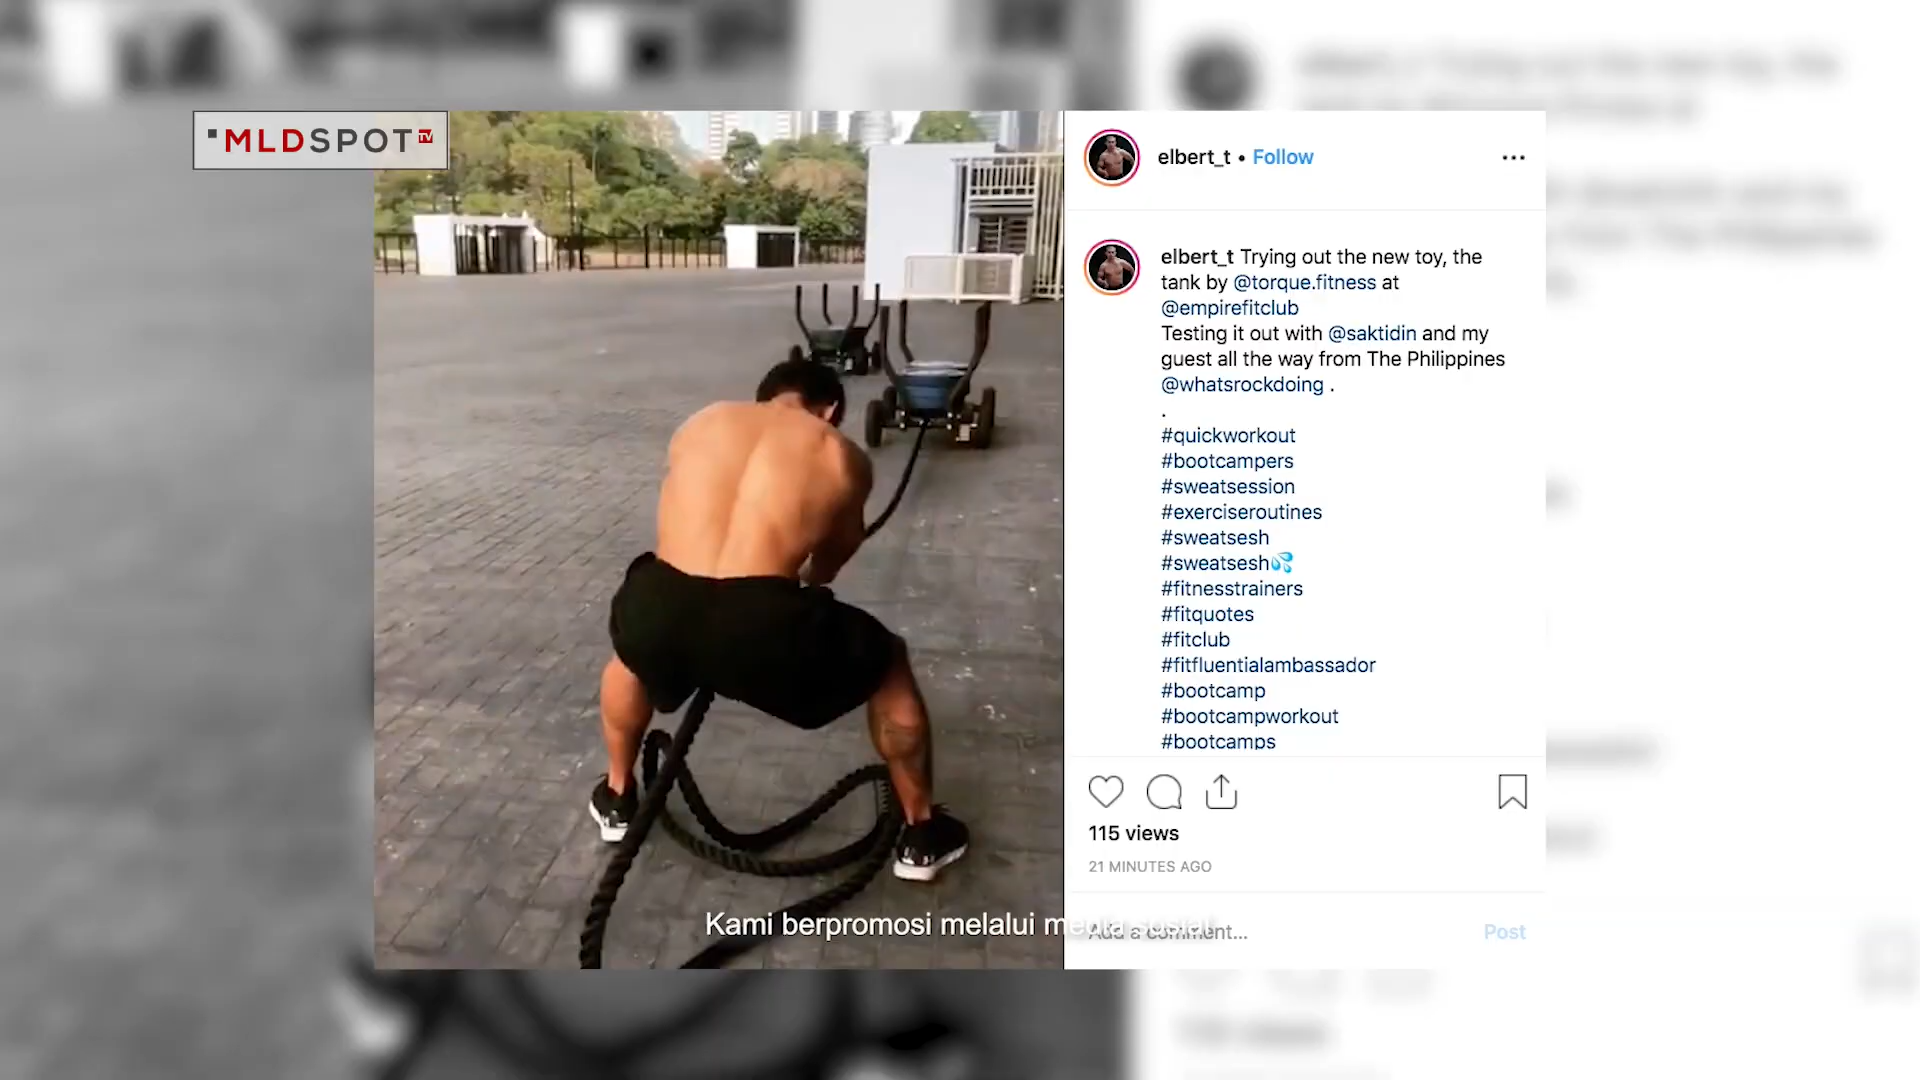 MLDSPOT TV
elbert_t • Follow
elbert_t Trying out the new toy, the
tank by @torque.fitness at
@empirefitclub
Testing it out with @saktidin and my
guest all the way from The Philippines
@whatsrockdoing .
.
#quickworkout
#bootcampers
#sweatsession
#exerciseroutines
#sweatsesh
#sweatsesh💦
#fitnesstrainers
#fitquotes
#fitclub
#fitfluentialambassador
#bootcamp
#bootcampworkout
#bootcamps
115 views
21 MINUTES AGO
Add a comment... Post
Kami berpromosi melalui media sosial